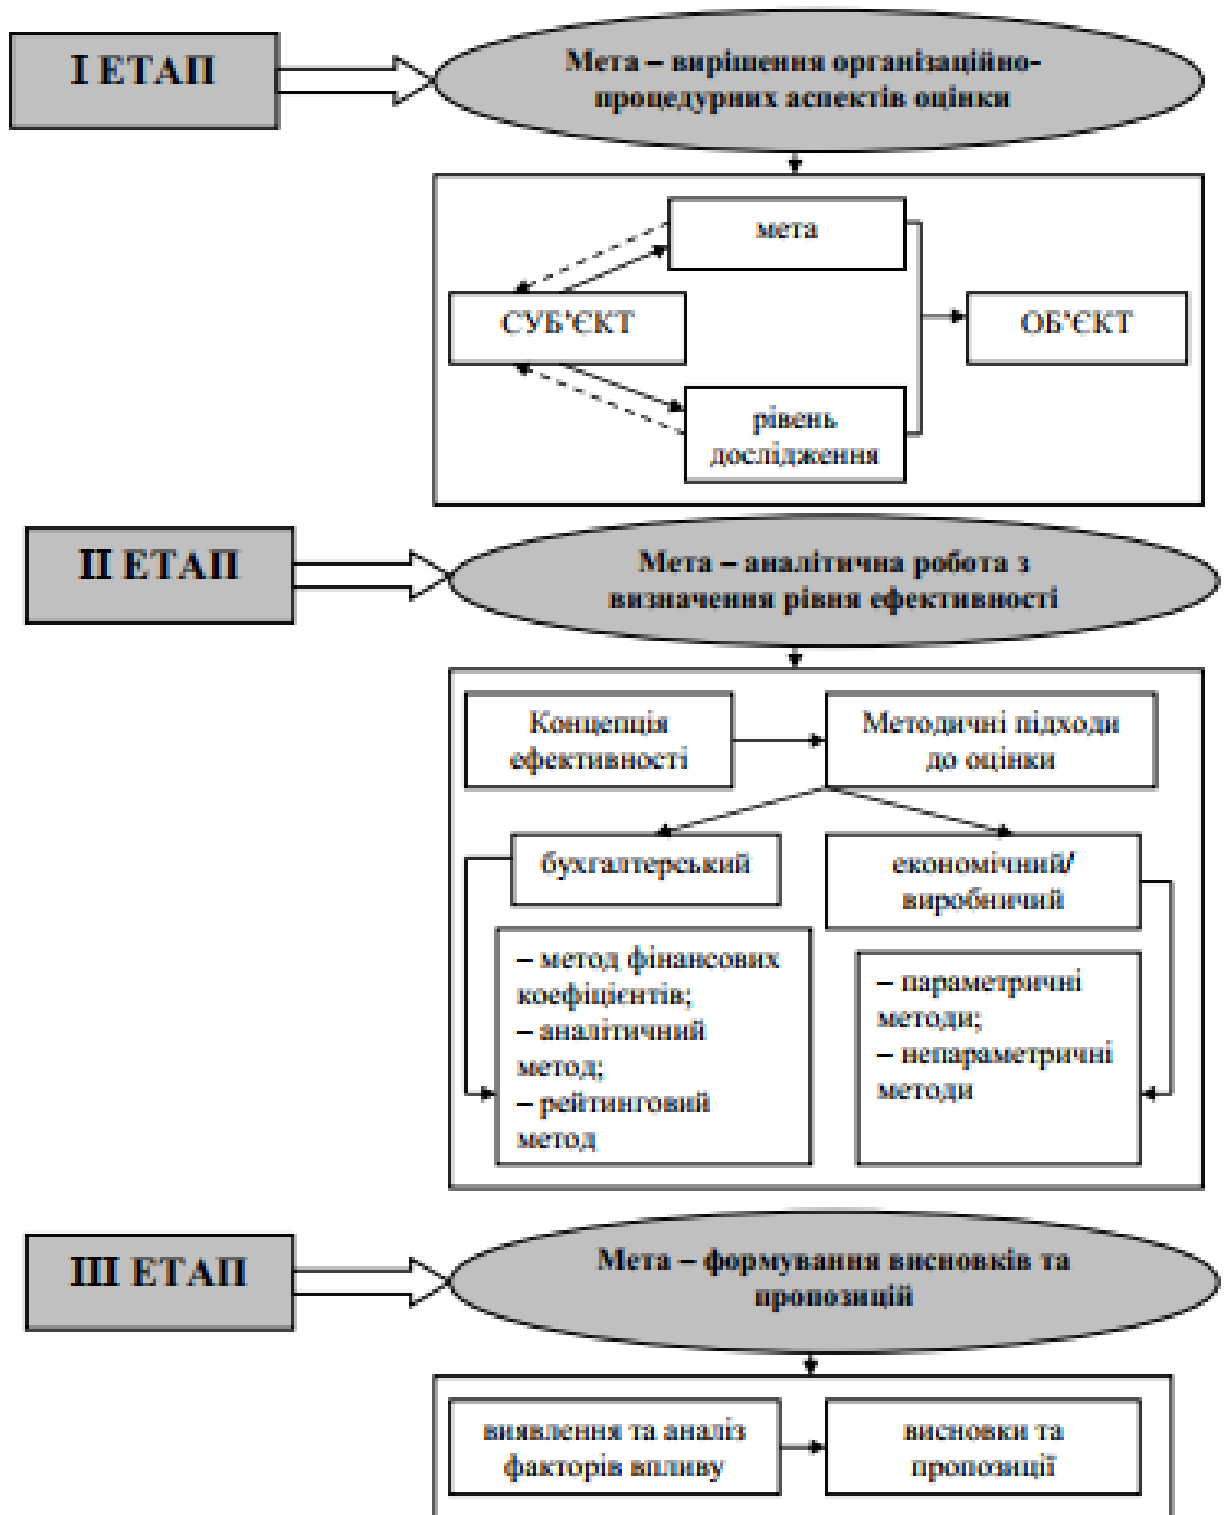 I ЕТАП
Мета – вирішення організаційно-
процедурних аспектів оцінки
мета
СУБ'ЄКТ
ОБ'ЄКТ
рівень
дослідження
II ЕТАП
Мета – аналітична робота з
визначення рівня ефективності
Концепція
ефективності
Методичні підходи
до оцінки
бухгалтерський
економічний/
виробничий
– метод фінансових
коефіцієнтів;
– аналітичний
метод;
– рейтинговий
метод
– параметричні
методи;
– непараметричні
методи
III ЕТАП
Мета – формування висновків та
пропозицій
виявлення та аналіз
факторів впливу
висновки та
пропозиції